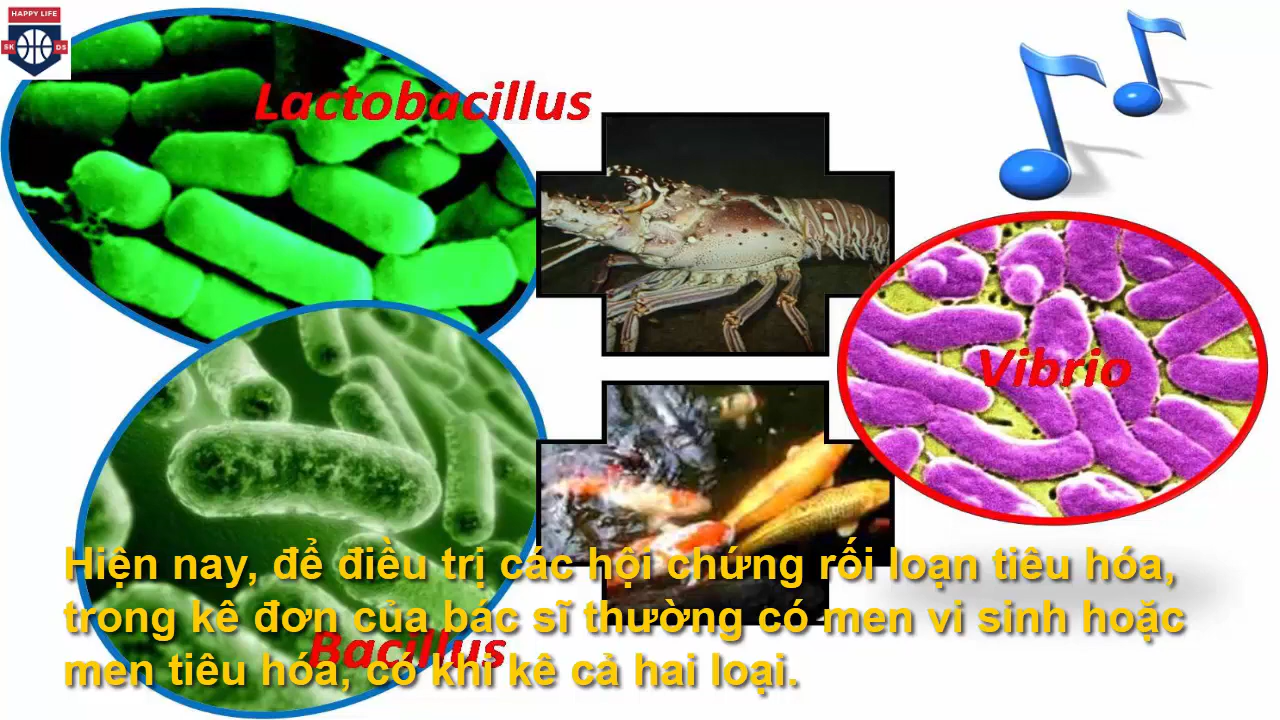 HAPPY LIFE
SK DS
Lactobacillus
Vibrio
Hiện nay, để điều trị các hội chứng rối loạn tiêu hóa,
trong kê đơn của bác sĩ thường có men vi sinh hoặc
Bacillus
men tiêu hóa, có khi kê cả hai loại.